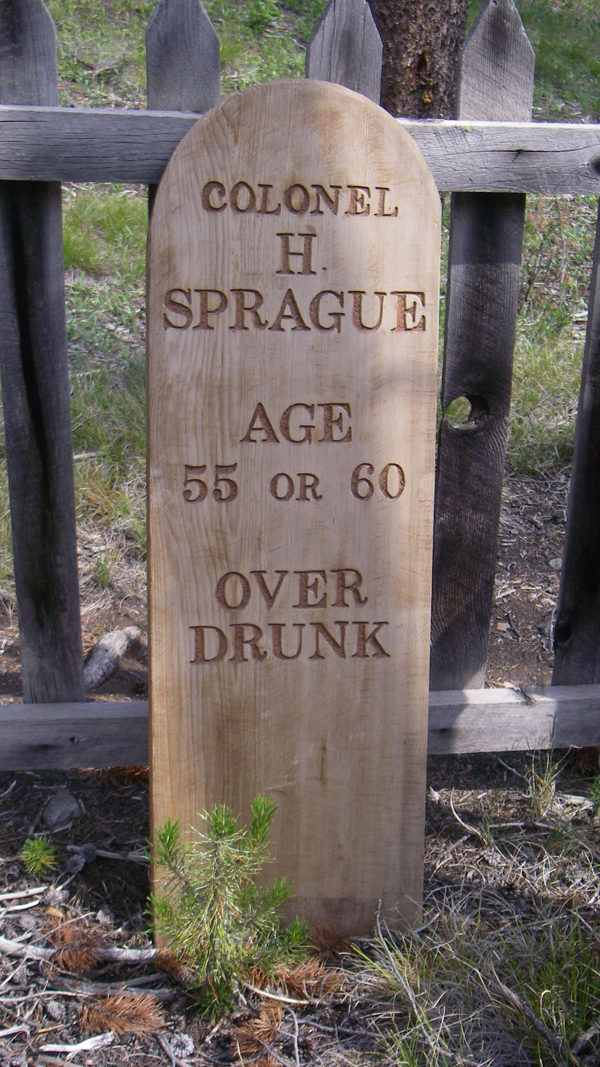 COLONEL
H.
SPRAGUE
AGE
55 OR 60
OVER
DRUNK